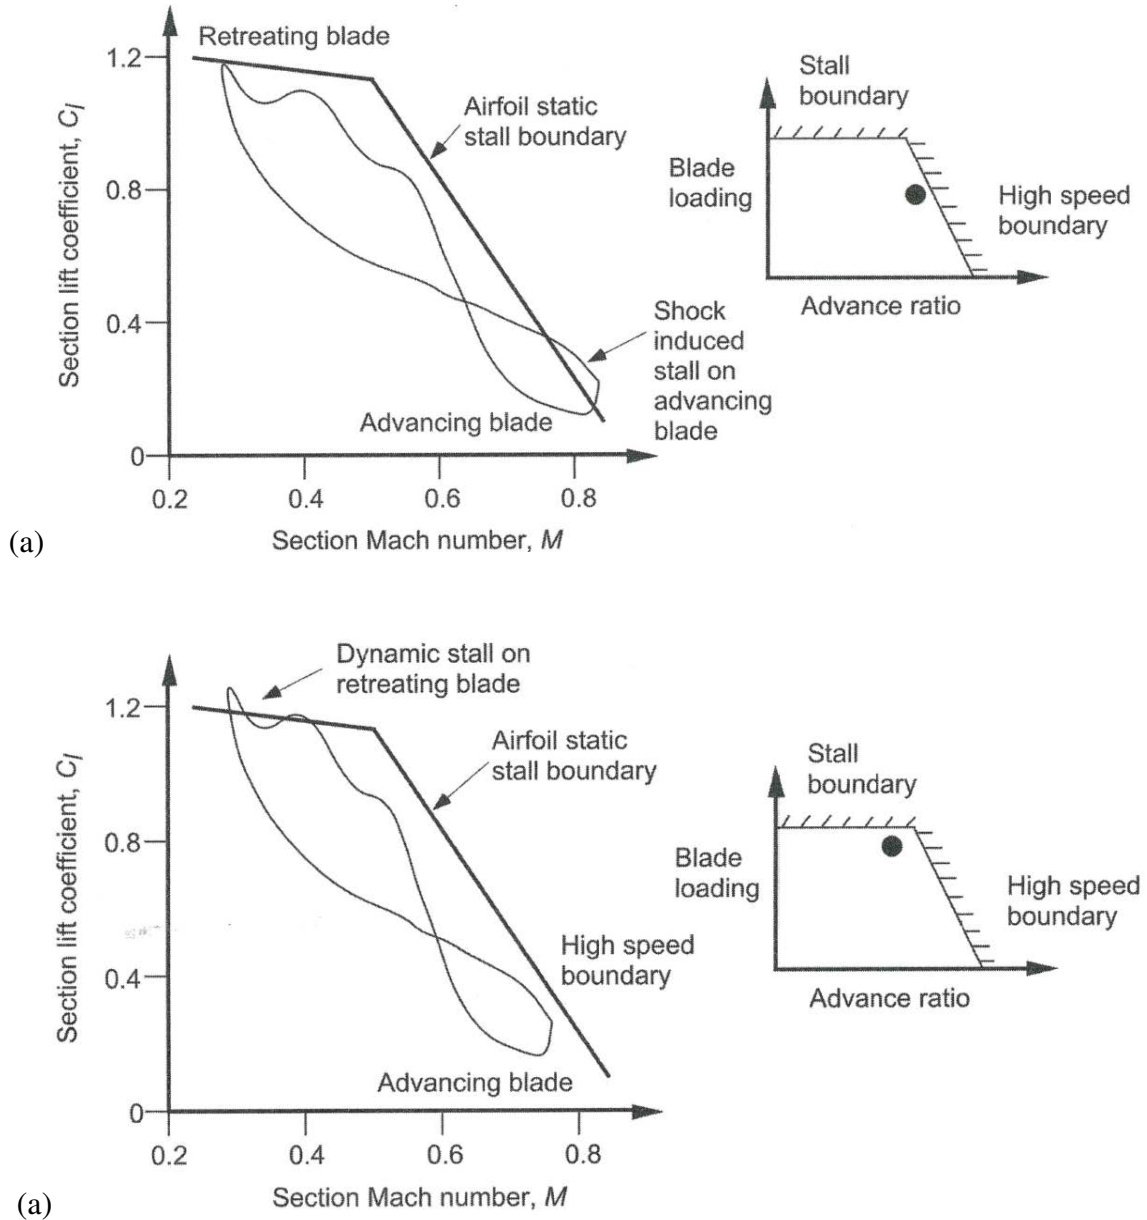 Retreating blade
1.2
0.8
0.4
0
Section lift coefficient, Cl
Airfoil static
stall boundary
Shock
induced
stall on
advancing
blade
Advancing blade
0.2
0.4
0.6
0.8
Section Mach number, M
Stall
boundary
Blade
loading
High speed
boundary
Advance ratio
(a)
Dynamic stall on
retreating blade
1.2
0.8
0.4
0
Section lift coefficient, Cl
Airfoil static
stall boundary
High speed
boundary
Advancing blade
0.2
0.4
0.6
0.8
Section Mach number, M
Stall
boundary
Blade
loading
High speed
boundary
Advance ratio
(a)